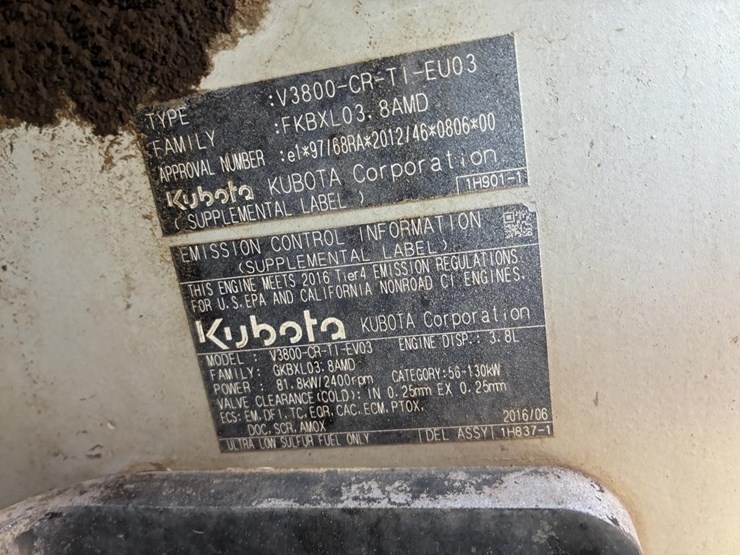 TYPE :V3800-CR-TI-EU03
FAMILY :FKBXL03.8AMD
APPROVAL NUMBER :e1*97/68RA*2012/46*0806*00
Kubota KUBOTA Corporation
(SUPPLEMENTAL LABEL) 1H901-1
EMISSION CONTROL INFORMATION
(SUPPLEMENTAL LABEL)
THIS ENGINE MEETS 2016 Tier4 EMISSION REGULATIONS
FOR U.S.EPA AND CALIFORNIA NONROAD CI ENGINES.
Kubota KUBOTA Corporation
MODEL : V3800-CR-TI-EV03 ENGINE DISP.: 3.8L
FAMILY: GKBXL03.8AMD
POWER : 81.8kW/2400rpm CATEGORY:56-130kW
VALVE CLEARANCE(COLD): IN 0.25mm EX 0.25mm
ECS: EM,DFI,TC,EGR,CAC,ECM,PTOX,
DOC,SCR,AMOX 2016/06
ULTRA LOW SULFUR FUEL ONLY DEL ASSY 1H837-1